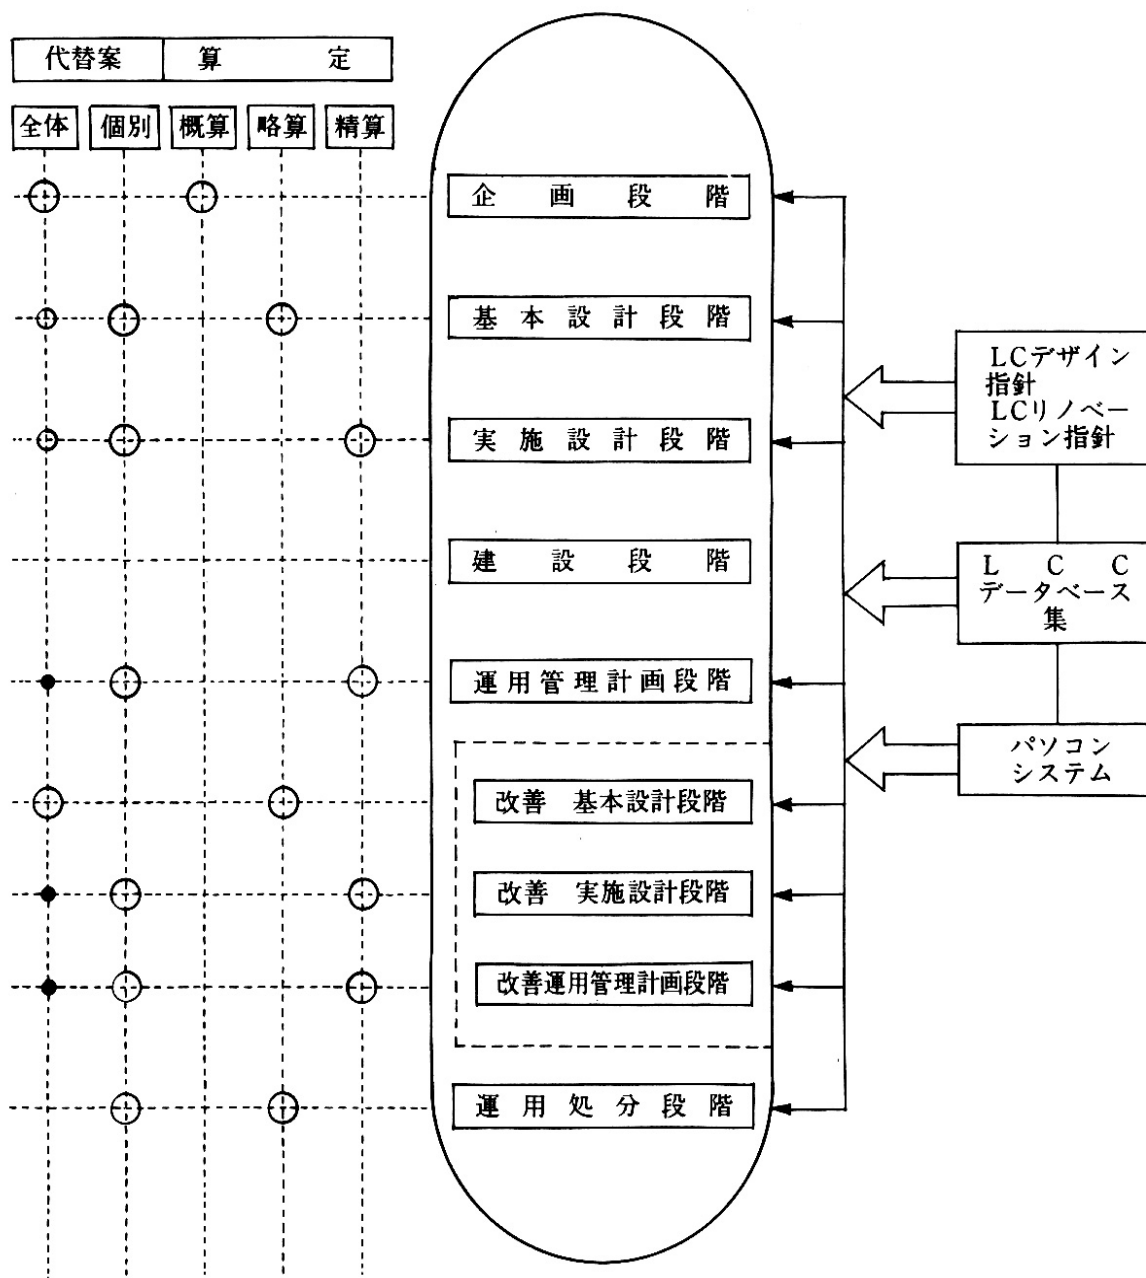 代替案 算定
全体 個別 概算 略算 精算
企画段階
基本設計段階
実施設計段階
建設段階
運用管理計画段階
改善 基本設計段階
改善 実施設計段階
改善運用管理計画段階
運用処分段階
LCデザイン
指針
LCリノベー
ション指針
LCC
データベース
集
パソコン
システム